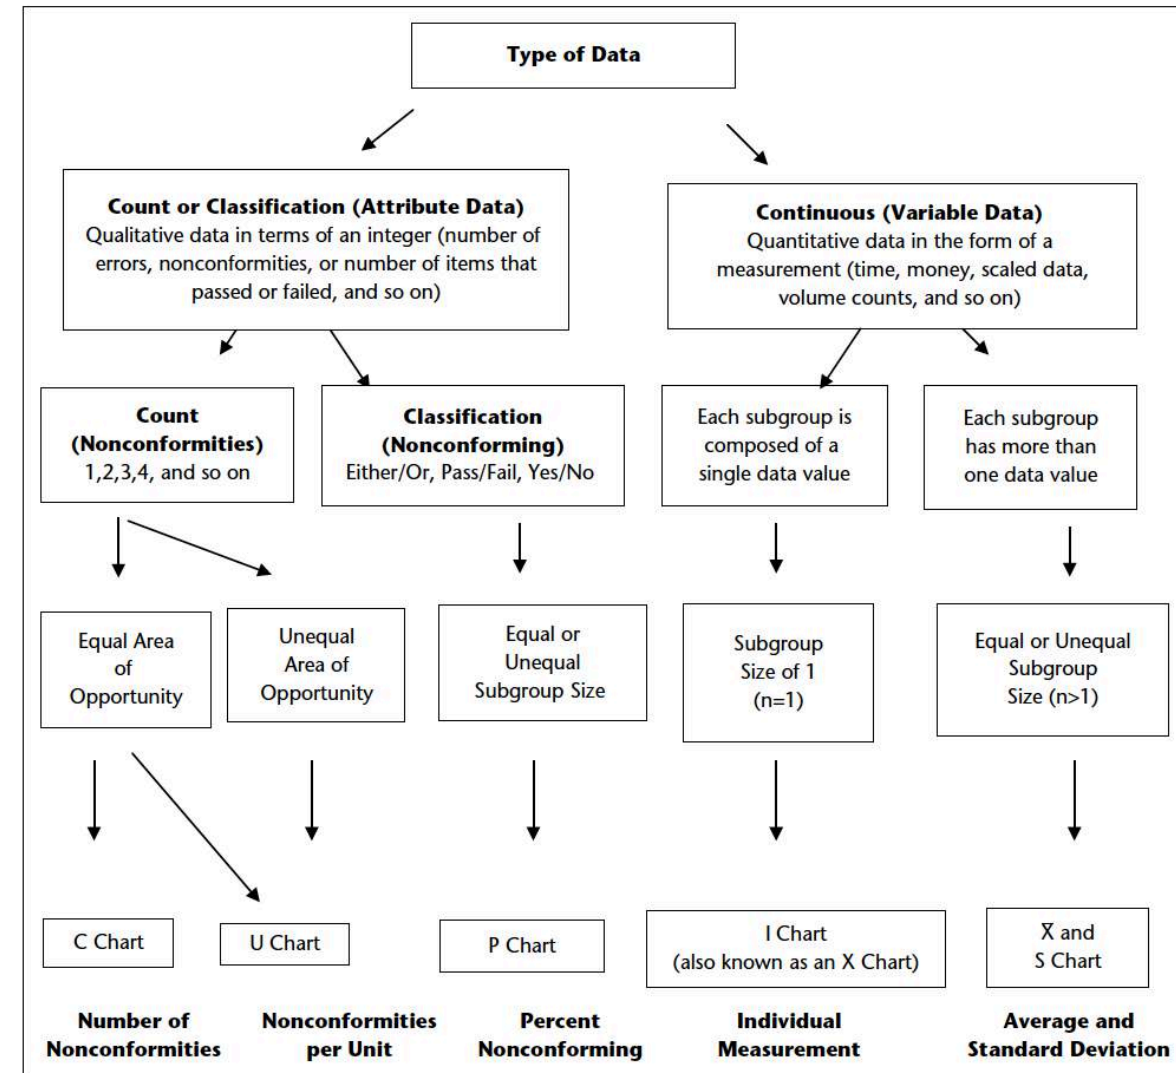 Type of Data
Count or Classification (Attribute Data)
Qualitative data in terms of an integer (number of
errors, nonconformities, or number of items that
passed or failed, and so on)
Continuous (Variable Data)
Quantitative data in the form of a
measurement (time, money, scaled data,
volume counts, and so on)
Count
(Nonconformities)
1,2,3,4, and so on
Classification
(Nonconforming)
Either/Or, Pass/Fail, Yes/No
Each subgroup is
composed of a
single data value
Each subgroup
has more than
one data value
Equal Area
of
Opportunity
Unequal
Area of
Opportunity
Equal or
Unequal
Subgroup Size
Subgroup
Size of 1
(n=1)
Equal or Unequal
Subgroup
Size (n>1)
C Chart
U Chart
P Chart
I Chart
(also known as an X Chart)
X̅ and
S Chart
Number of
Nonconformities
Nonconformities
per Unit
Percent
Nonconforming
Individual
Measurement
Average and
Standard Deviation